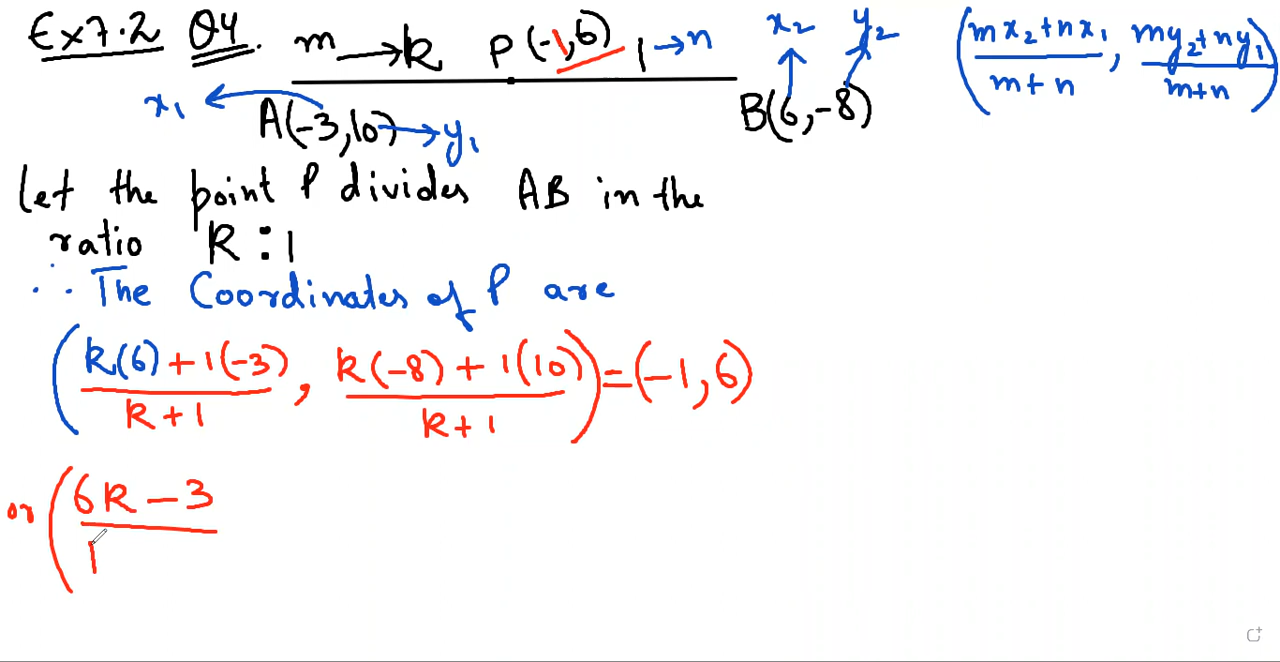 Ex7.2 Q4. m → k P(-1,6) 1 → n x₂ y₂ (mx₂+nx₁/m+n, my₂+ny₁/m+n)
x₁ A(-3,10) → y₁ B(6,-8)
Let the point P divides AB in the
ratio K : 1
∴ The Coordinates of P are
(k(6)+1(-3)/k+1, k(-8)+1(10)/k+1) = (-1,6)
or (6k-3/